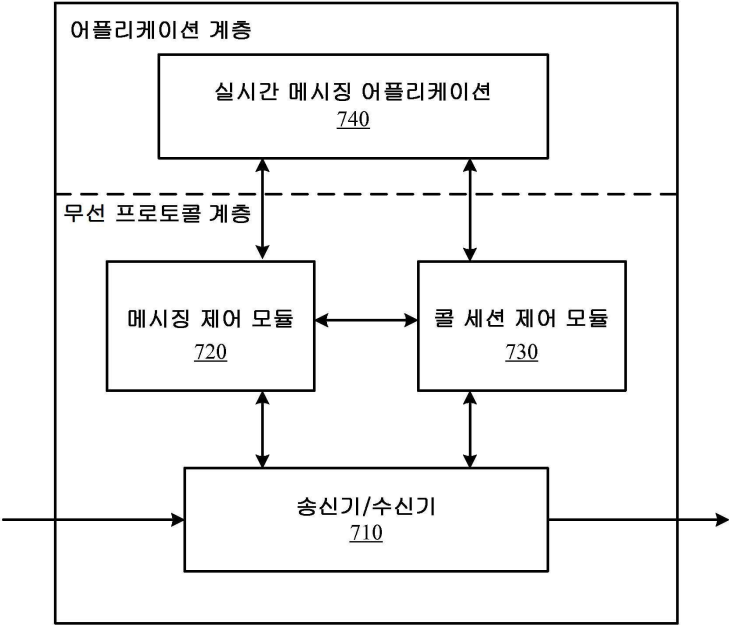 어플리케이션 계층
실시간 메시징 어플리케이션
740
무선 프로토콜 계층
메시징 제어 모듈
720
콜 세션 제어 모듈
730
송신기/수신기
710